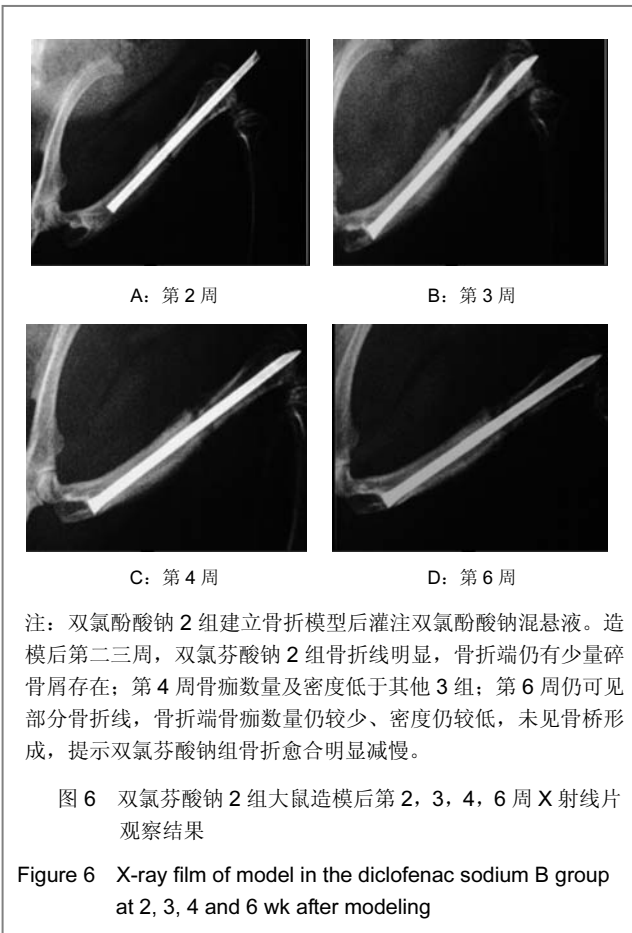 A：第 2 周
B：第 3 周
C：第 4 周
D：第 6 周
注：双氯酚酸钠 2 组建立骨折模型后灌注双氯酚酸钠混悬液。造
模后第二三周，双氯芬酸钠 2 组骨折线明显，骨折端仍有少量碎
骨屑存在；第 4 周骨痂数量及密度低于其他 3 组；第 6 周仍可见
部分骨折线，骨折端骨痂数量仍较少、密度仍较低，未见骨桥形
成，提示双氯芬酸钠组骨折愈合明显减慢。
图 6 双氯芬酸钠 2 组大鼠造模后第 2，3，4，6 周 X 射线片
观察结果
Figure 6 X-ray film of model in the diclofenac sodium B group
at 2, 3, 4 and 6 wk after modeling